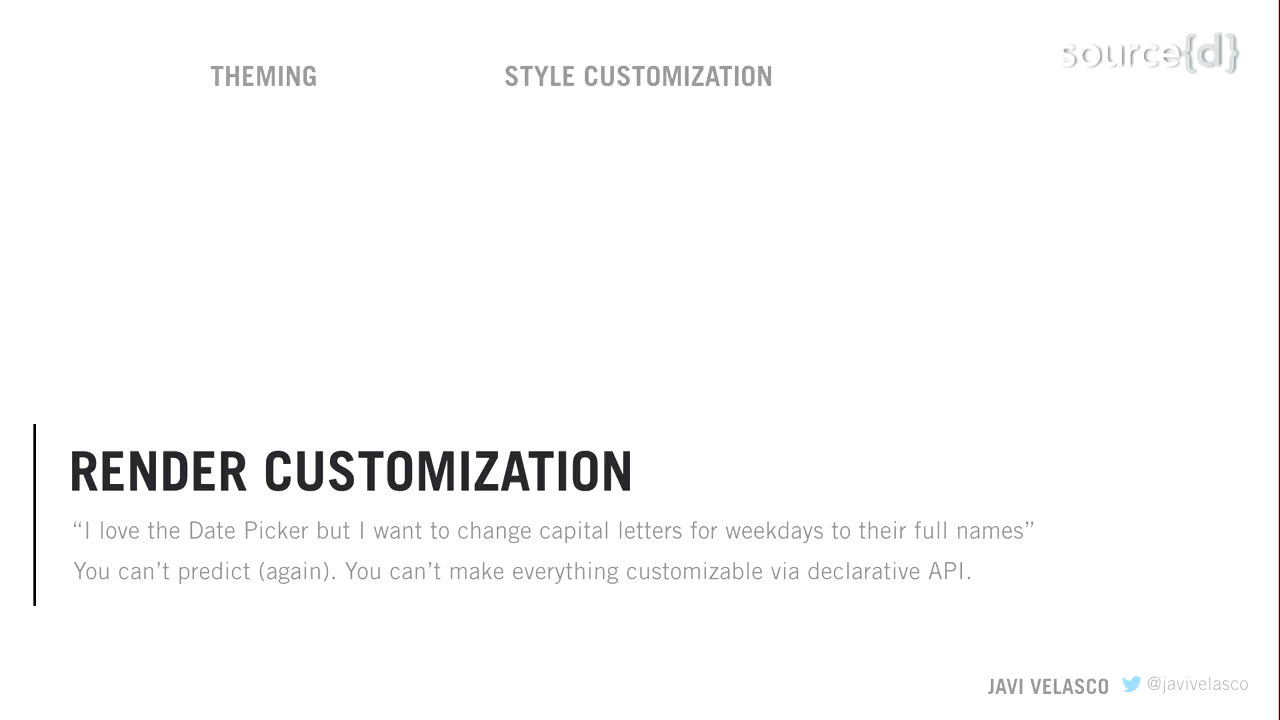 THEMING
STYLE CUSTOMIZATION
source{d}
RENDER CUSTOMIZATION
“I love the Date Picker but I want to change capital letters for weekdays to their full names”
You can’t predict (again). You can’t make everything customizable via declarative API.
JAVI VELASCO @javivelasco